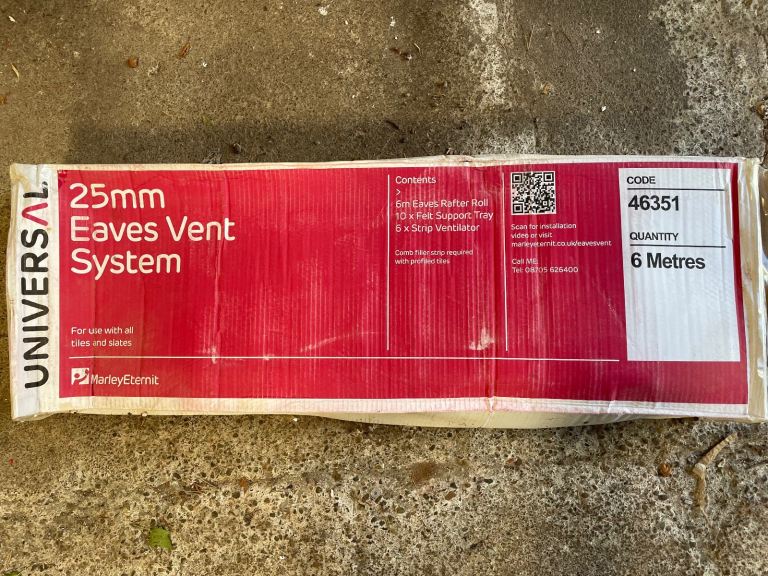 UNIVERSAL
25mm
Eaves Vent
System
For use with all
tiles and slates
MarleyEternit
Contents
>
6m Eaves Rafter Roll
10 x Felt Support Tray
6 x Strip Ventilator
Comb filler strip required
with profiled tiles
Scan for installation
video or visit
marleyeternit.co.uk/eavesvent
Call ME:
Tel: 08705 626400
CODE
46351
QUANTITY
6 Metres